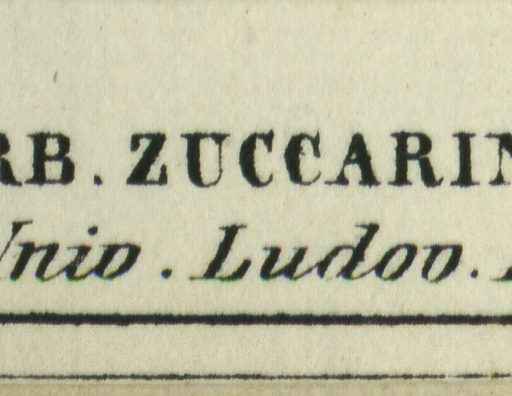 RB. ZUCCARIN
Univ. Ludov.